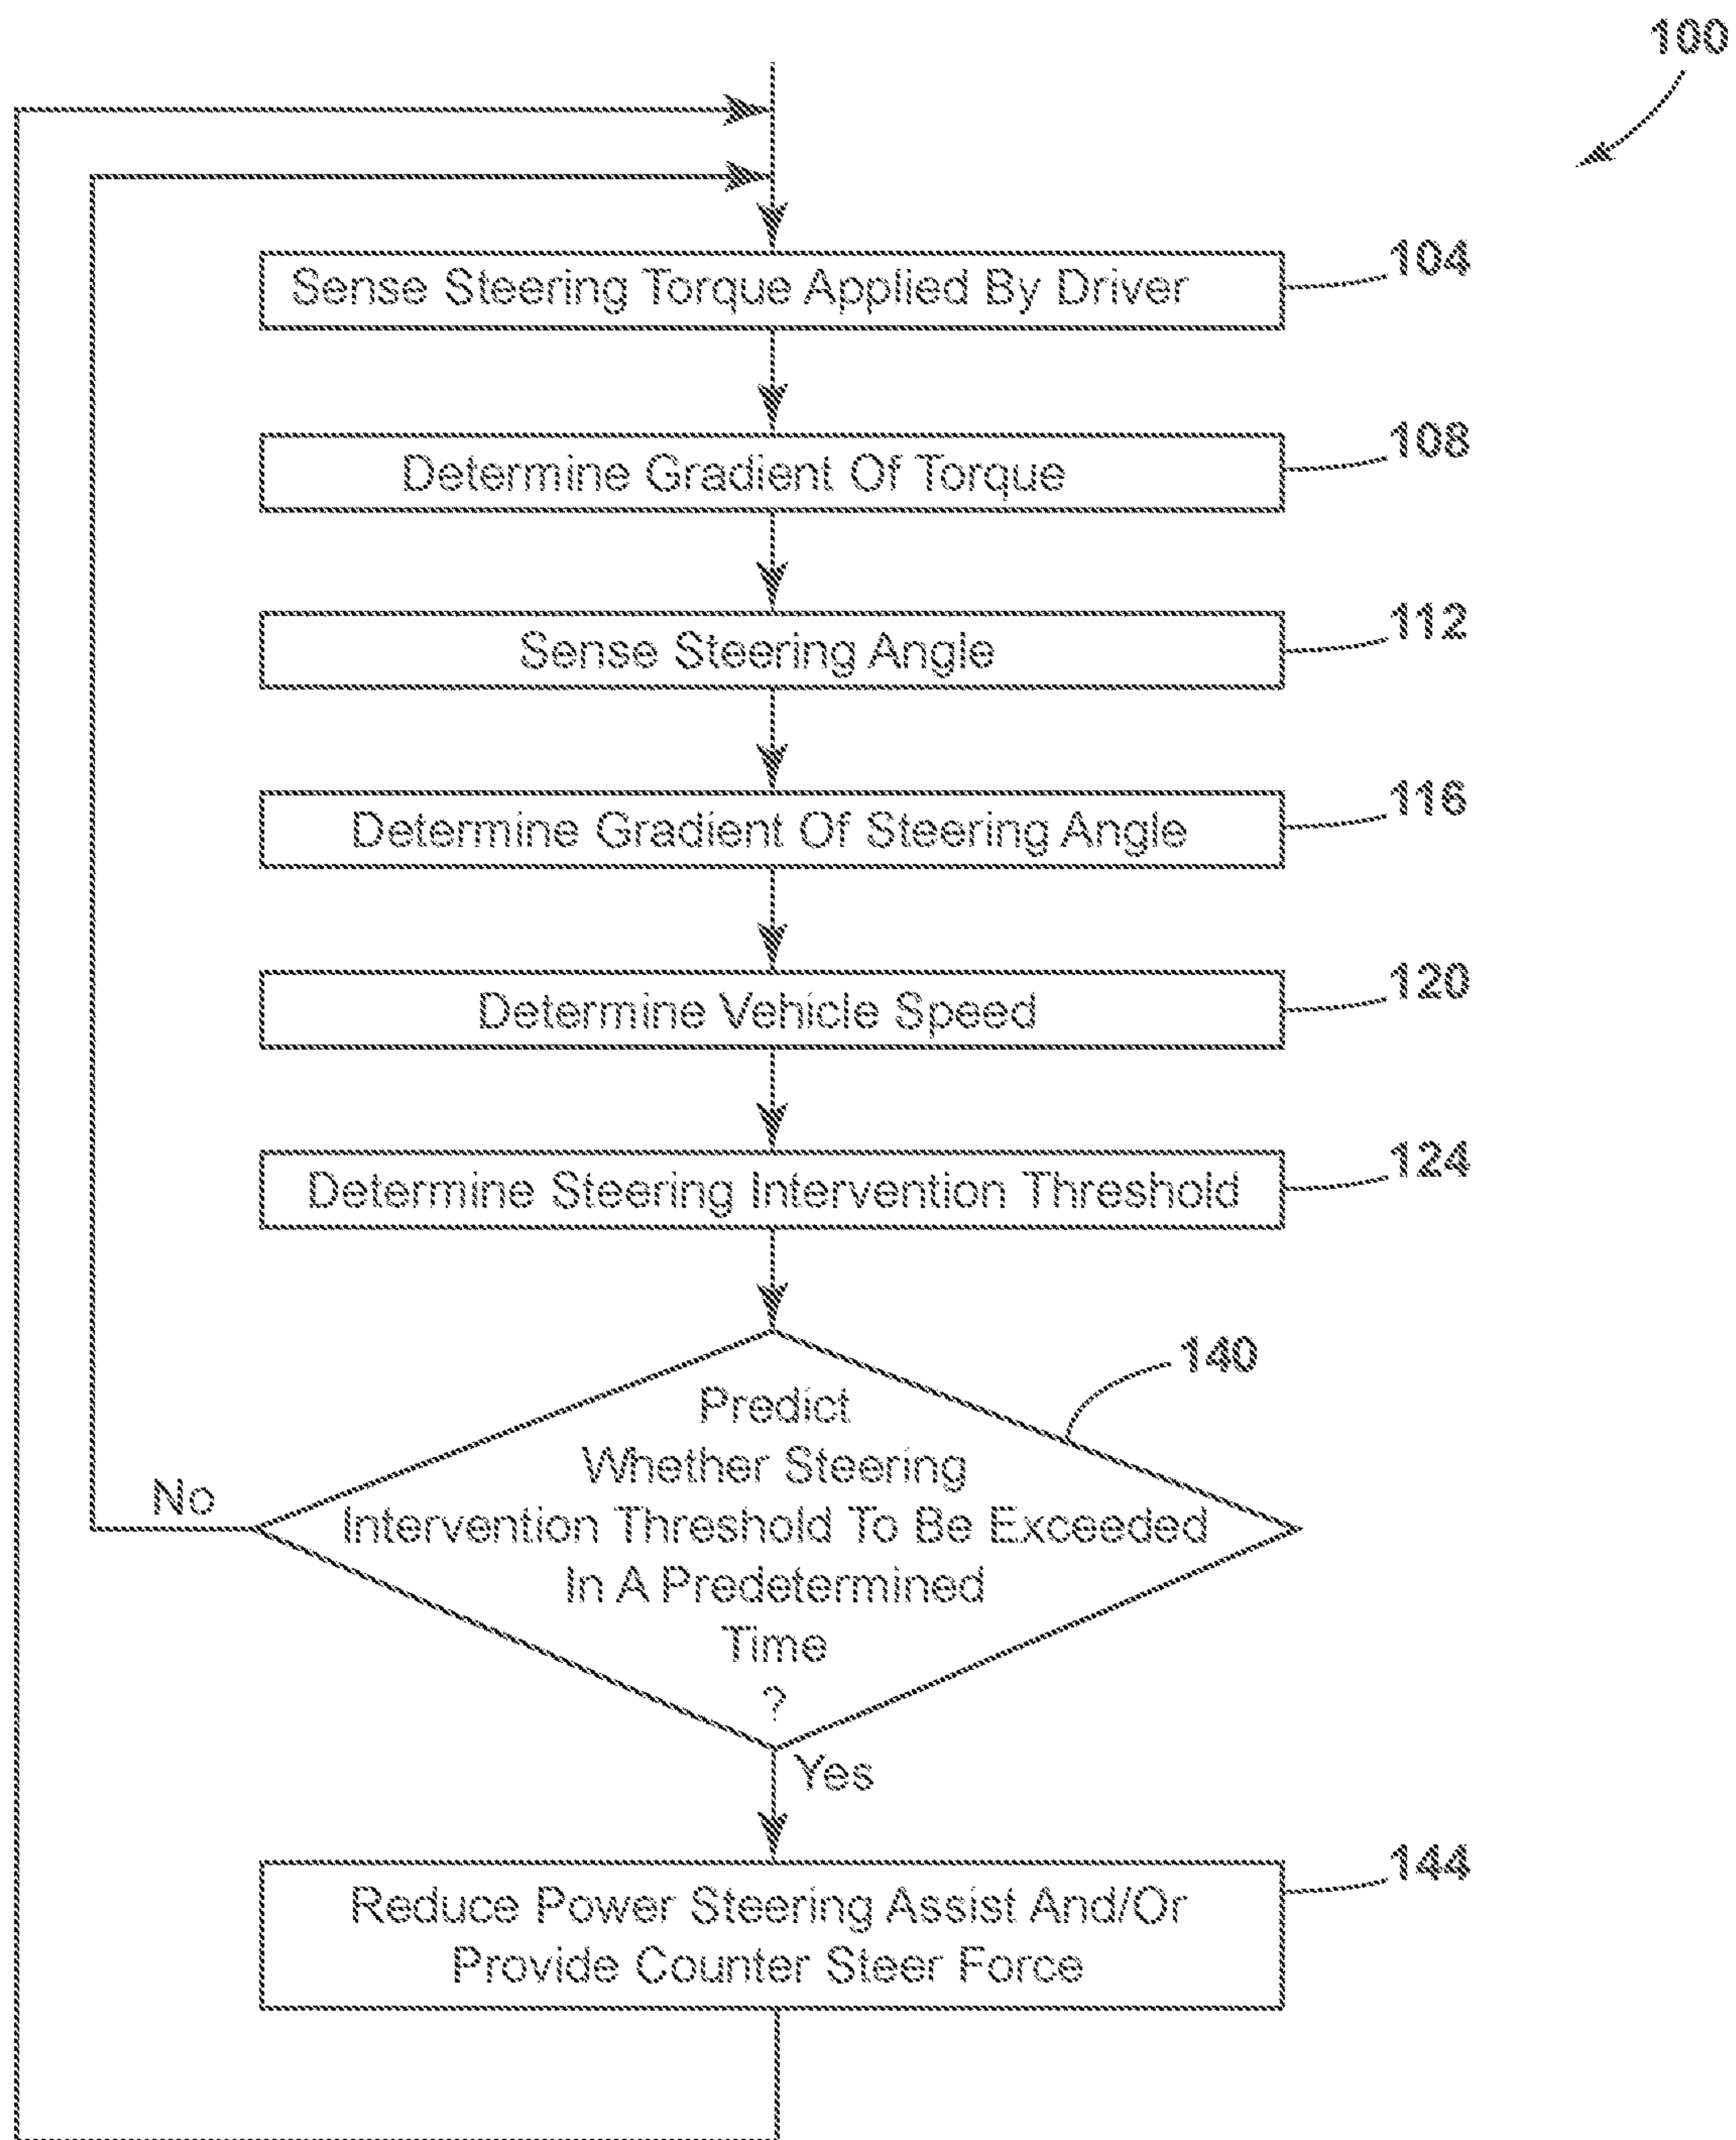 100
Sense Steering Torque Applied By Driver
104
Determine Gradient Of Torque
108
Sense Steering Angle
112
Determine Gradient Of Steering Angle
116
Determine Vehicle Speed
120
Determine Steering Intervention Threshold
124
140
Predict
Whether Steering
Intervention Threshold To Be Exceeded
In A Predetermined
Time
?
No
Yes
144
Reduce Power Steering Assist And/Or
Provide Counter Steer Force